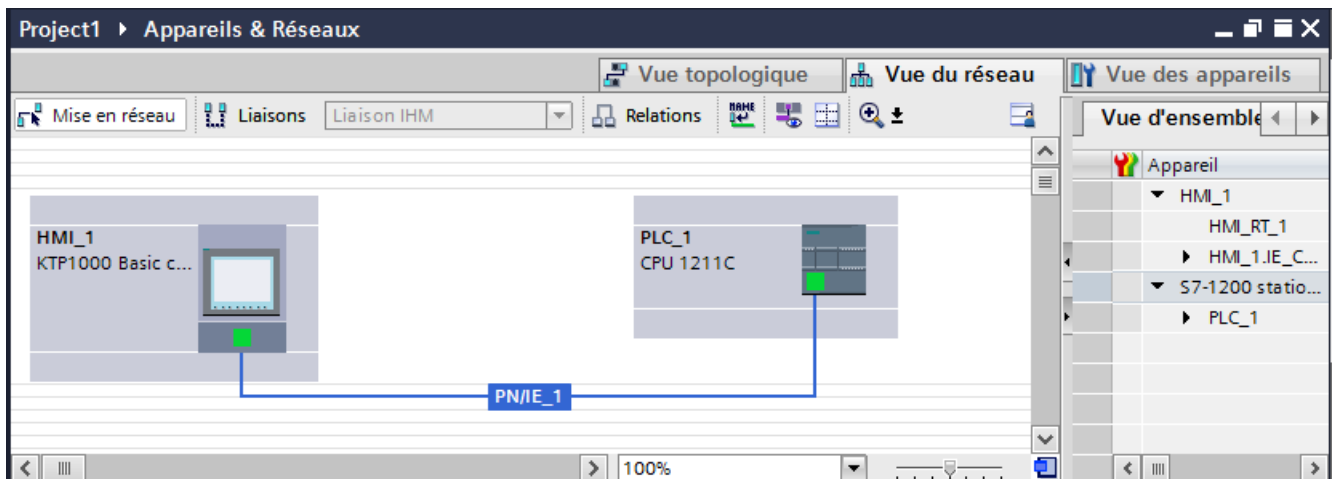 Project1 ▸ Appareils & Réseaux
Vue topologique Vue du réseau Vue des appareils
Mise en réseau Liaisons Liaison IHM Relations NAME Vue d'ensemble
Appareil
HMI_1
HMI_RT_1
HMI_1.IE_C...
S7-1200 statio...
PLC_1
HMI_1
KTP1000 Basic c...
PLC_1
CPU 1211C
PN/IE_1
100%